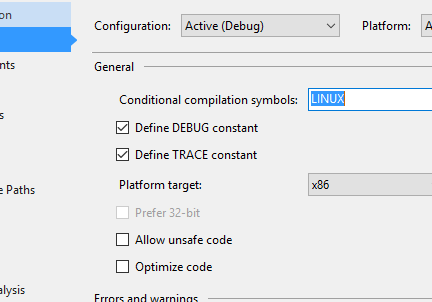 on
Configuration: Active (Debug) Platform: A
General
nts
Conditional compilation symbols: LINUX
s
Define DEBUG constant
Define TRACE constant
e Paths
Platform target: x86
Prefer 32-bit
Allow unsafe code
Optimize code
alysis
Errors and warnings